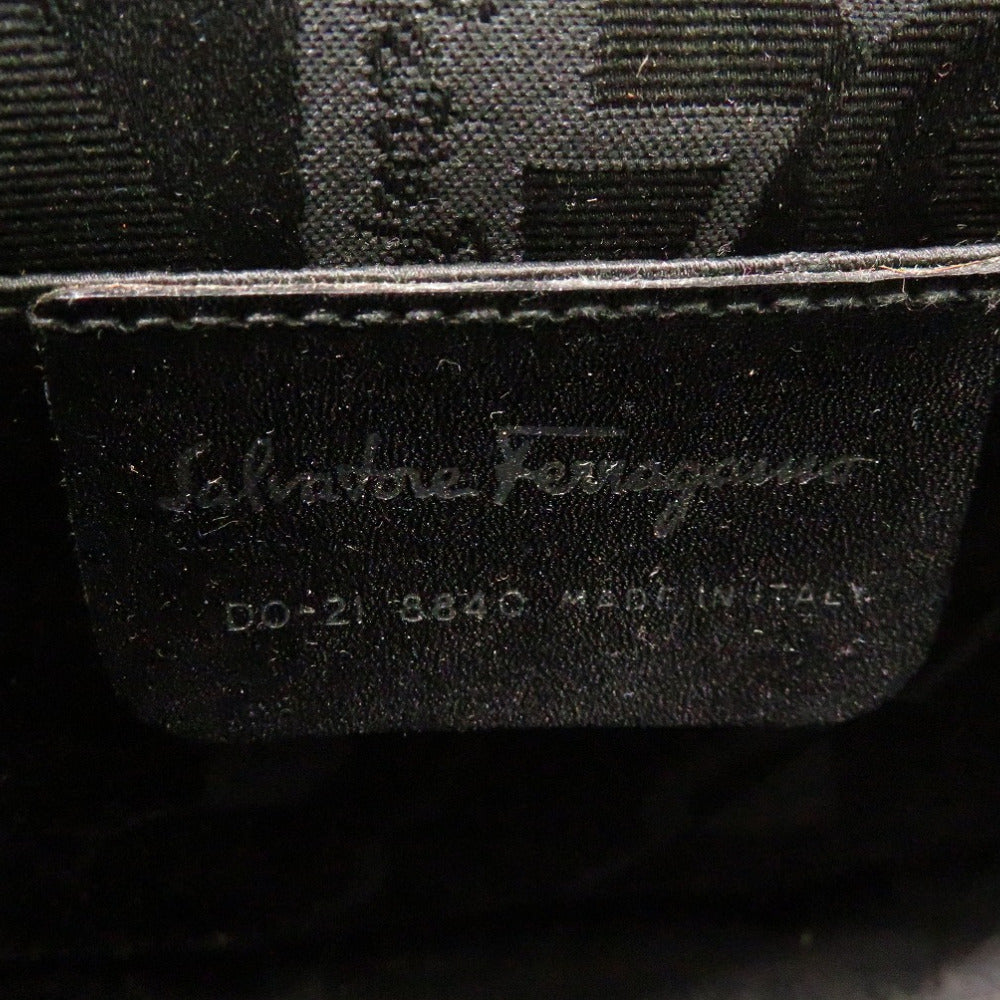 Salvatore Ferragamo
DO-21 8840 MADE IN ITALY